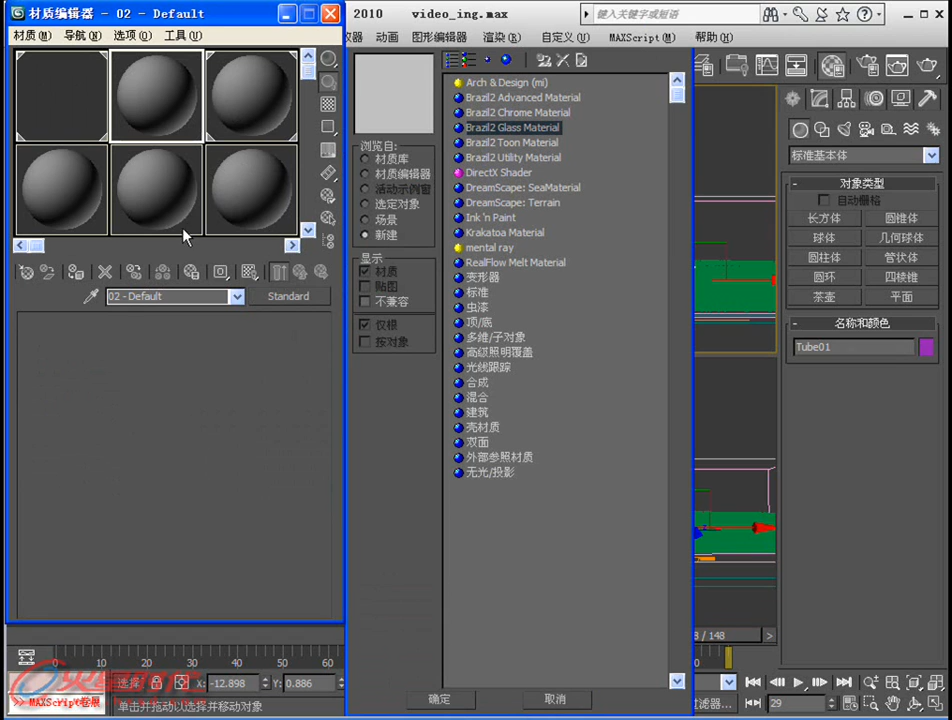 材质编辑器 - 02 - Default
2010 video_ing.max
键入关键字或短语
材质(M) 导航(N) 选项(O) 工具(U)
动画 图形编辑器 渲染(R) 自定义(U) MAXScript(M) 帮助(H)
浏览自:
材质库
材质编辑器
活动示例窗
选定对象
场景
新建
显示
材质
贴图
不兼容
仅根
按对象
Arch & Design (mi)
Brazil2 Advanced Material
Brazil2 Chrome Material
Brazil2 Glass Material
Brazil2 Toon Material
Brazil2 Utility Material
DirectX Shader
DreamScape: SeaMaterial
DreamScape: Terrain
Ink 'n Paint
Krakatoa Material
mental ray
RealFlow Melt Material
变形器
标准
虫漆
顶/底
多维/子对象
高级照明覆盖
光线跟踪
合成
混合
建筑
壳材质
双面
外部参照材质
无光/投影
确定 取消
02 - Default Standard
标准基本体
- 对象类型
自动栅格
长方体 圆锥体
球体 几何球体
圆柱体 管状体
圆环 四棱锥
茶壶 平面
- 名称和颜色
Tube01
/ 148 >
0 10 20 30 40 50 60
选择 X: -12.898 Y: 0.886
>> MAXScript 卷展
单击并拖动以选择并移动对象
过滤器...
29